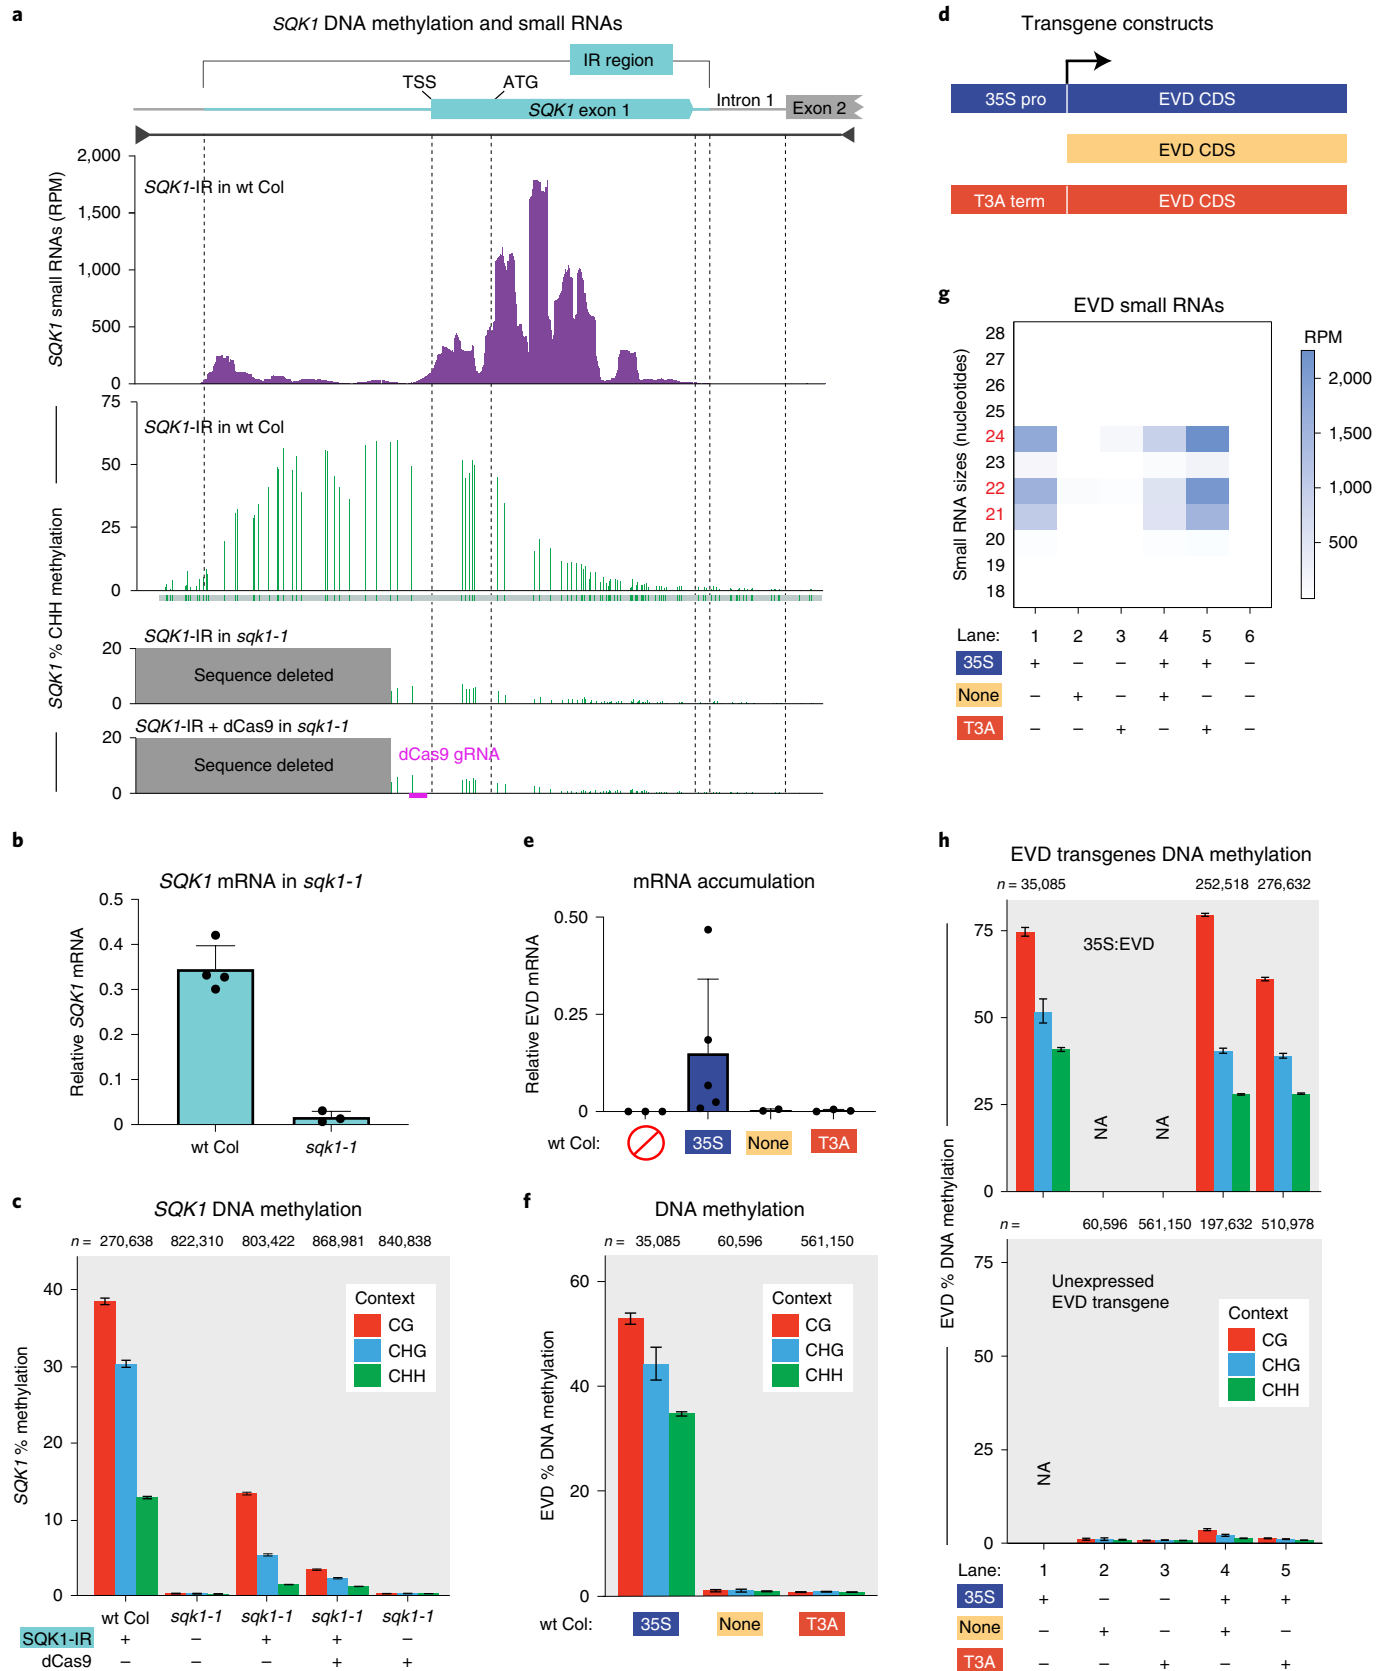 a
SQK1 DNA methylation and small RNAs
IR region
TSS
ATG
SQK1 exon 1
Intron 1
Exon 2
SQK1 small RNAs (RPM)
2,000
1,500
1,000
500
0
SQK1-IR in wt Col
SQK1 % CHH methylation
75
50
25
0
SQK1-IR in wt Col
SQK1-IR in sqk1-1
20
0
Sequence deleted
SQK1-IR + dCas9 in sqk1-1
20
0
Sequence deleted
dCas9 gRNA
b
SQK1 mRNA in sqk1-1
Relative SQK1 mRNA
0.5
0.4
0.3
0.2
0.1
0
wt Col
sqk1-1
c
SQK1 DNA methylation
n = 270,638 822,310 803,422 868,981 840,838
SQK1 % methylation
40
30
20
10
0
Context
CG
CHG
CHH
wt Col sqk1-1 sqk1-1 sqk1-1 sqk1-1
SQK1-IR + – + + –
dCas9 – – – + +
d
Transgene constructs
35S pro EVD CDS
EVD CDS
T3A term EVD CDS
e
mRNA accumulation
Relative EVD mRNA
0.50
0.25
0
wt Col: 35S None T3A
f
DNA methylation
n = 35,085 60,596 561,150
EVD % DNA methylation
60
40
20
0
Context
CG
CHG
CHH
wt Col: 35S None T3A
g
EVD small RNAs
Small RNA sizes (nucleotides)
28
27
26
25
24
23
22
21
20
19
18
RPM
2,000
1,500
1,000
500
Lane: 1 2 3 4 5 6
35S + – – + + –
None – + – + – –
T3A – – + – + –
h
EVD transgenes DNA methylation
n = 35,085 252,518 276,632
EVD % DNA methylation
75
50
25
0
35S:EVD
NA
NA
n = 60,596 561,150 197,632 510,978
75
50
25
0
Unexpressed
EVD transgene
NA
Context
CG
CHG
CHH
Lane: 1 2 3 4 5
35S + – – + +
None – + – + –
T3A – – + – +